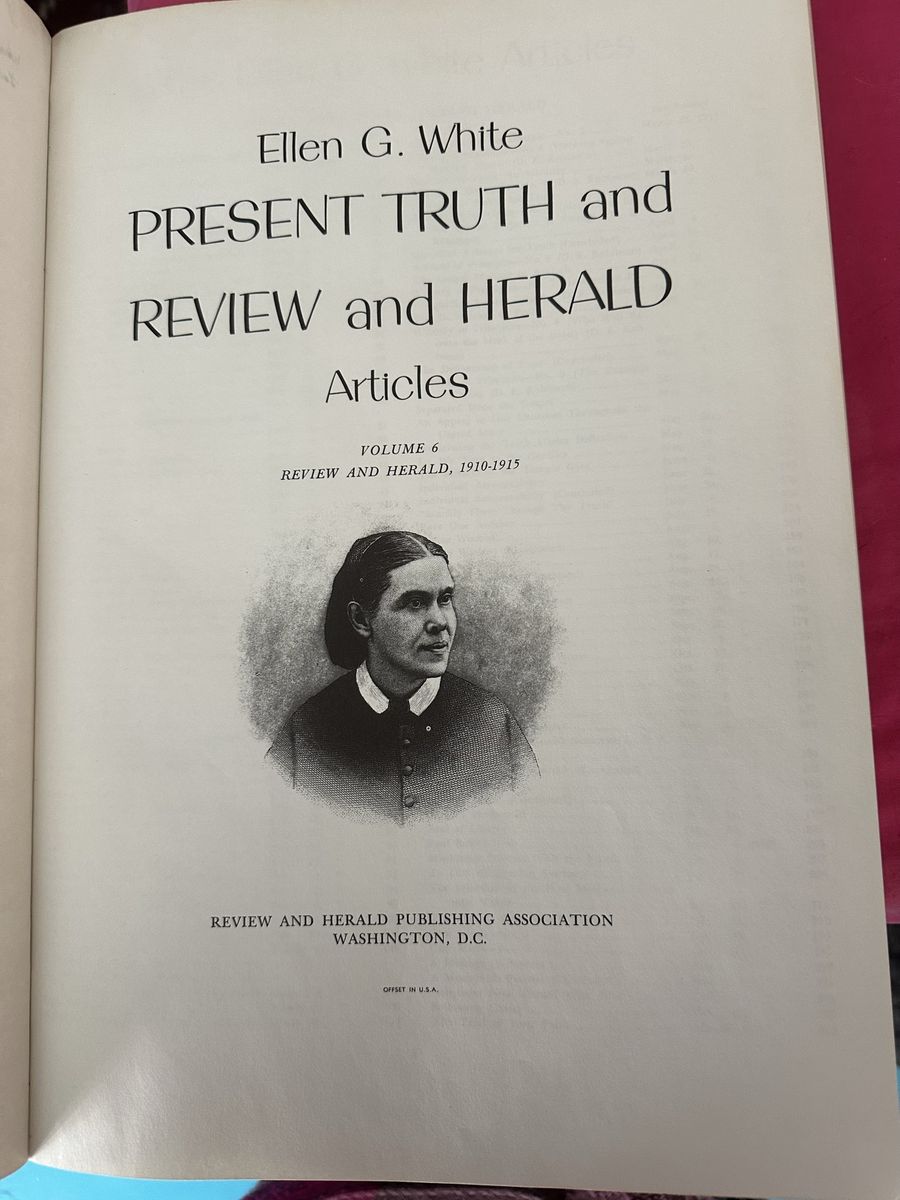 Ellen G. White
PRESENT TRUTH and
REVIEW and HERALD
Articles
VOLUME 6
REVIEW AND HERALD, 1910-1915
REVIEW AND HERALD PUBLISHING ASSOCIATION
WASHINGTON, D.C.
OFFSET IN U.S.A.